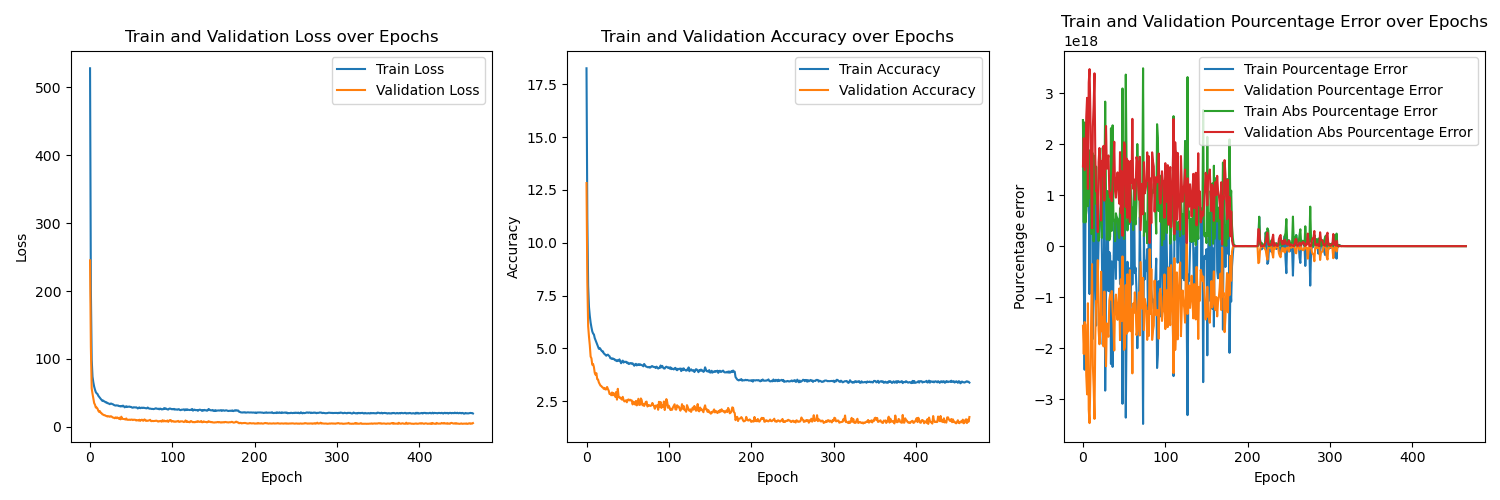 Train and Validation Loss over Epochs
Loss
500
400
300
200
100
0
Train Loss
Validation Loss
0 100 200 300 400
Epoch
Train and Validation Accuracy over Epochs
Accuracy
17.5
15.0
12.5
10.0
7.5
5.0
2.5
Train Accuracy
Validation Accuracy
0 100 200 300 400
Epoch
Train and Validation Pourcentage Error over Epochs
1e18
Pourcentage error
3
2
1
0
−1
−2
−3
Train Pourcentage Error
Validation Pourcentage Error
Train Abs Pourcentage Error
Validation Abs Pourcentage Error
0 100 200 300 400
Epoch